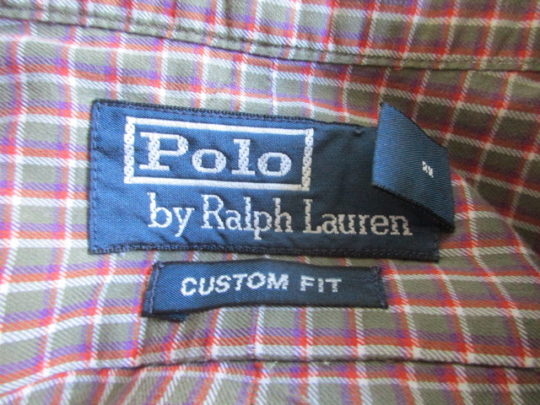 Polo
by Ralph Lauren
CUSTOM FIT